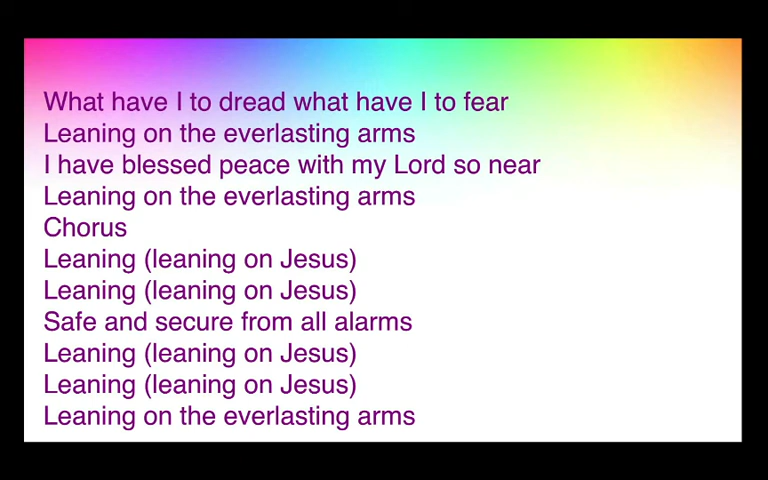 What have I to dread what have I to fear
Leaning on the everlasting arms
I have blessed peace with my Lord so near
Leaning on the everlasting arms
Chorus
Leaning (leaning on Jesus)
Leaning (leaning on Jesus)
Safe and secure from all alarms
Leaning (leaning on Jesus)
Leaning (leaning on Jesus)
Leaning on the everlasting arms